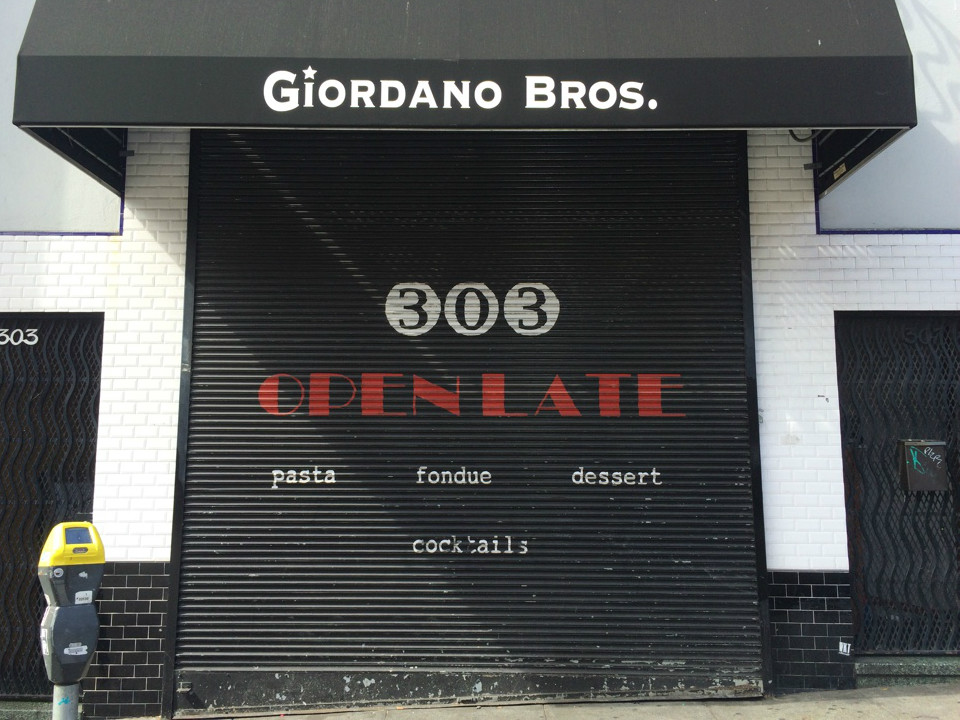 GiORDANO BROS.
303
303
OPEN LATE
pasta fondue dessert
cocktails